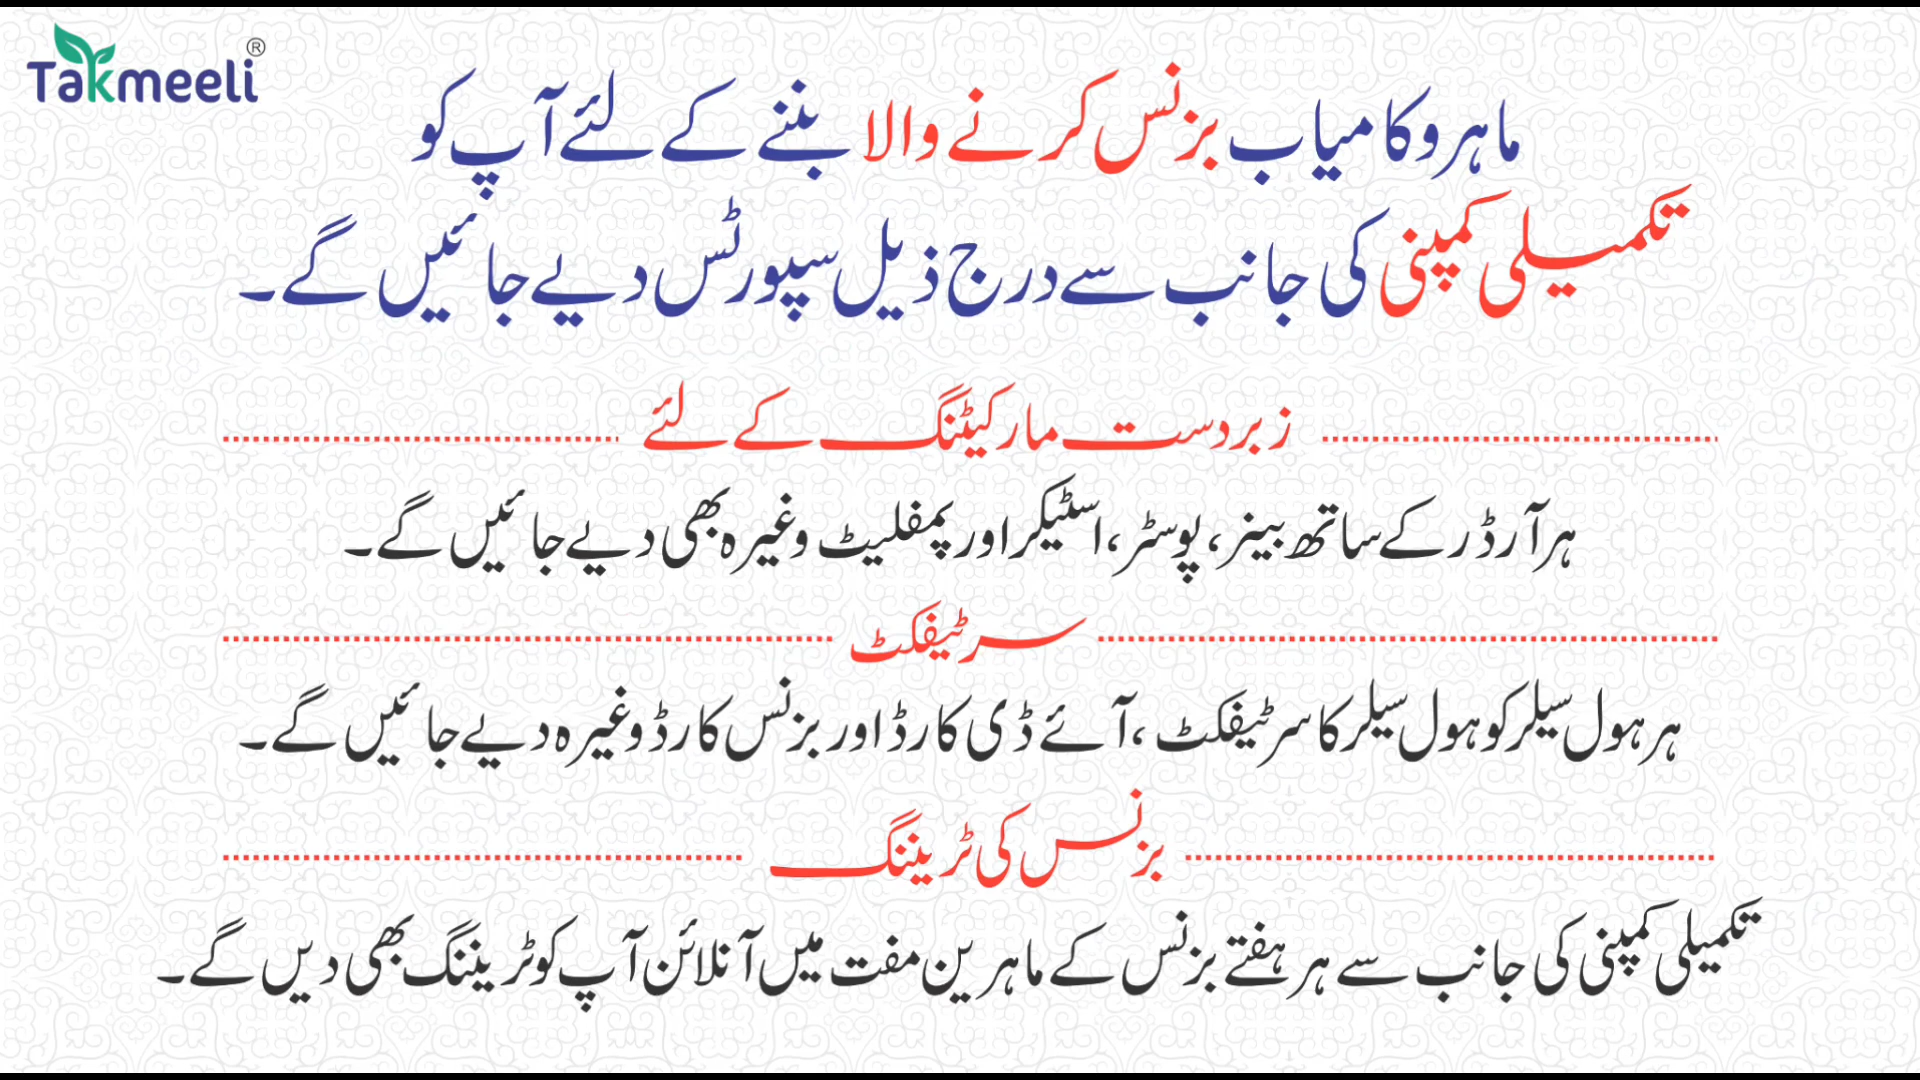 Takmeeli®
ماہر و کامیاب بزنس کرنے والا بننے کے لئے آپ کو
تکمیلی کمپنی کی جانب سے درج ذیل سپورٹس دیے جائیں گے۔
زبردست مارکیٹنگ کے لئے
ہر آرڈر کے ساتھ بینر، پوسٹر، اسٹیکر اور پمفلیٹ وغیرہ بھی دیے جائیں گے۔
سرٹیفکٹ
ہر ہول سیلر کو ہول سیلر کا سرٹیفکٹ، آئے ڈی کارڈ اور بزنس کارڈ وغیرہ دیے جائیں گے۔
بزنس کی ٹریننگ
تکمیلی کمپنی کی جانب سے ہر ہفتے بزنس کے ماہرین مفت میں آنلائن آپ کو ٹریننگ بھی دیں گے۔